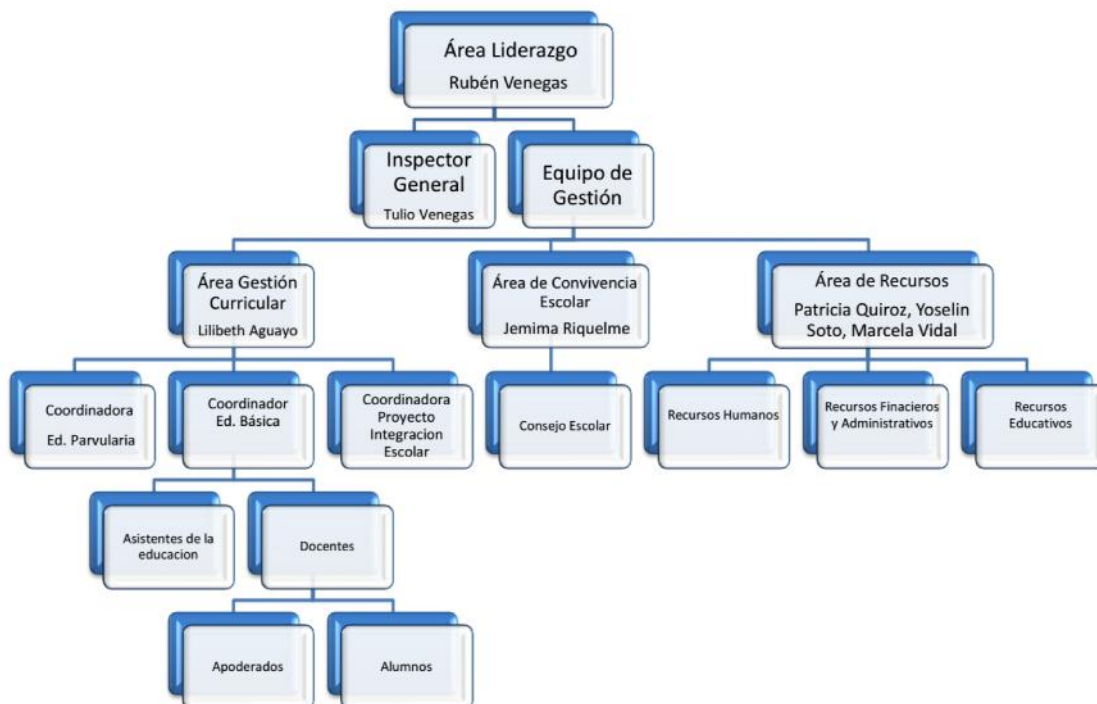 Área Liderazgo
Rubén Venegas
Inspector
General
Tulio Venegas
Equipo de
Gestión
Área Gestión
Curricular
Lilibeth Aguayo
Área de Convivencia
Escolar
Jemima Riquelme
Área de Recursos
Patricia Quiroz, Yoselin
Soto, Marcela Vidal
Coordinadora
Ed. Parvularia
Coordinador
Ed. Básica
Coordinadora
Proyecto
Integracion
Escolar
Consejo Escolar
Recursos Humanos
Recursos Finacieros
y Administrativos
Recursos
Educativos
Asistentes de la
educacion
Docentes
Apoderados
Alumnos